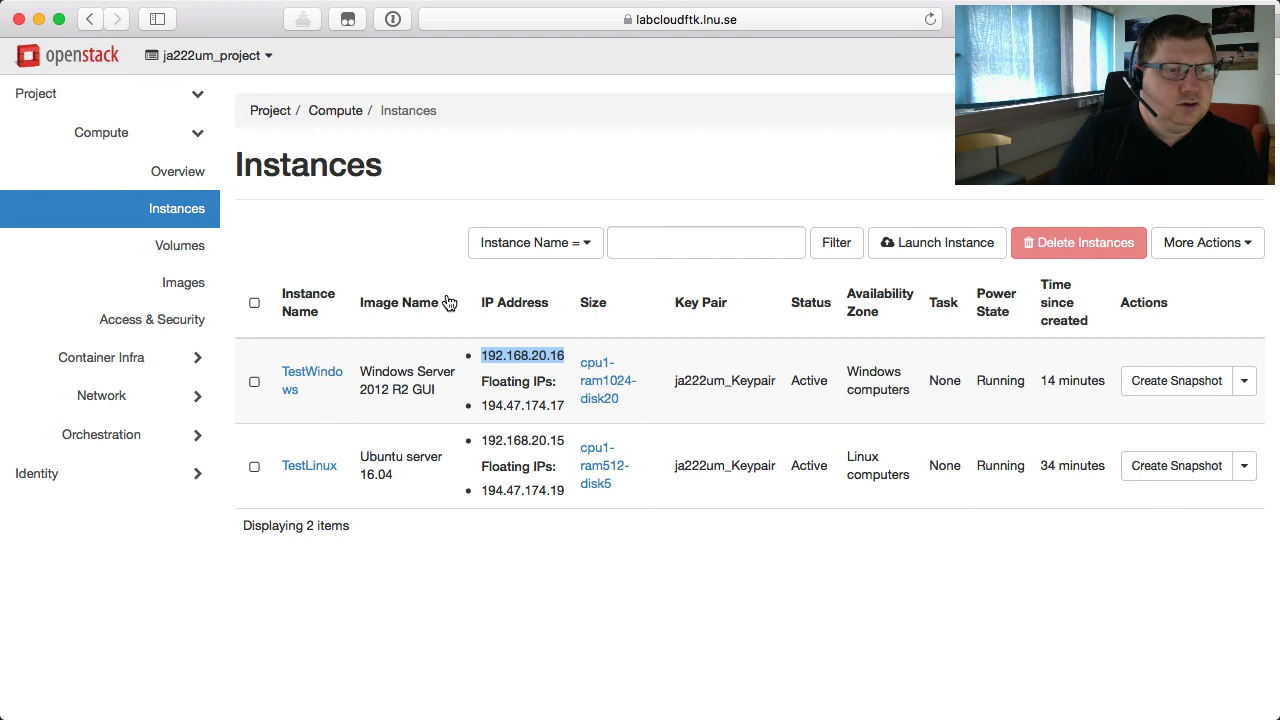 labcloudftk.lnu.se
openstack
ja222um_project
Project
Compute
Overview
Instances
Volumes
Images
Access & Security
Container Infra
Network
Orchestration
Identity
Project / Compute / Instances
Instances
Instance Name =
Filter
Launch Instance
Delete Instances
More Actions
Instance
Name
Image Name
IP Address
Size
Key Pair
Status
Availability
Zone
Task
Power
State
Time
since
created
Actions
TestWindo
ws
Windows Server
2012 R2 GUI
192.168.20.16
Floating IPs:
194.47.174.17
cpu1-
ram1024-
disk20
ja222um_Keypair
Active
Windows
computers
None
Running
14 minutes
Create Snapshot
TestLinux
Ubuntu server
16.04
192.168.20.15
Floating IPs:
194.47.174.19
cpu1-
ram512-
disk5
ja222um_Keypair
Active
Linux
computers
None
Running
34 minutes
Create Snapshot
Displaying 2 items